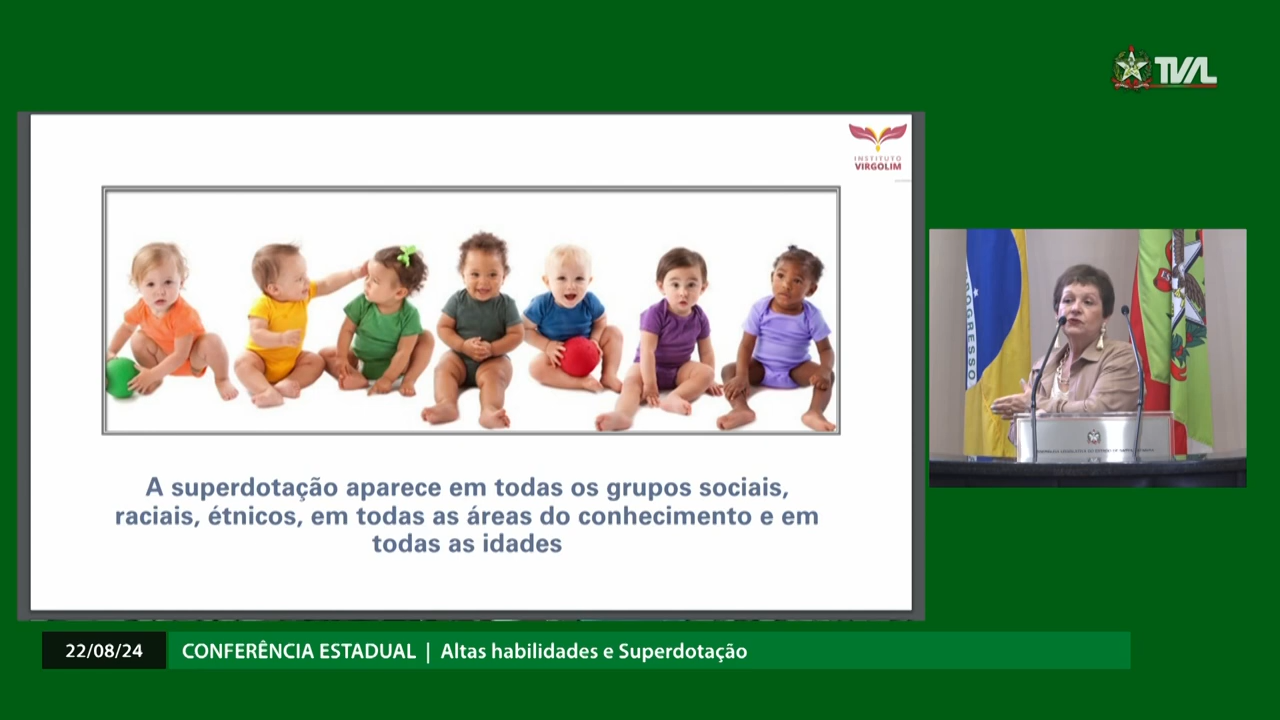 TVAL
INSTITUTO
VIRGOLIM
A superdotação aparece em todas os grupos sociais,
raciais, étnicos, em todas as áreas do conhecimento e em
todas as idades
PROGRESSO
22/08/24
CONFERÊNCIA ESTADUAL | Altas habilidades e Superdotação